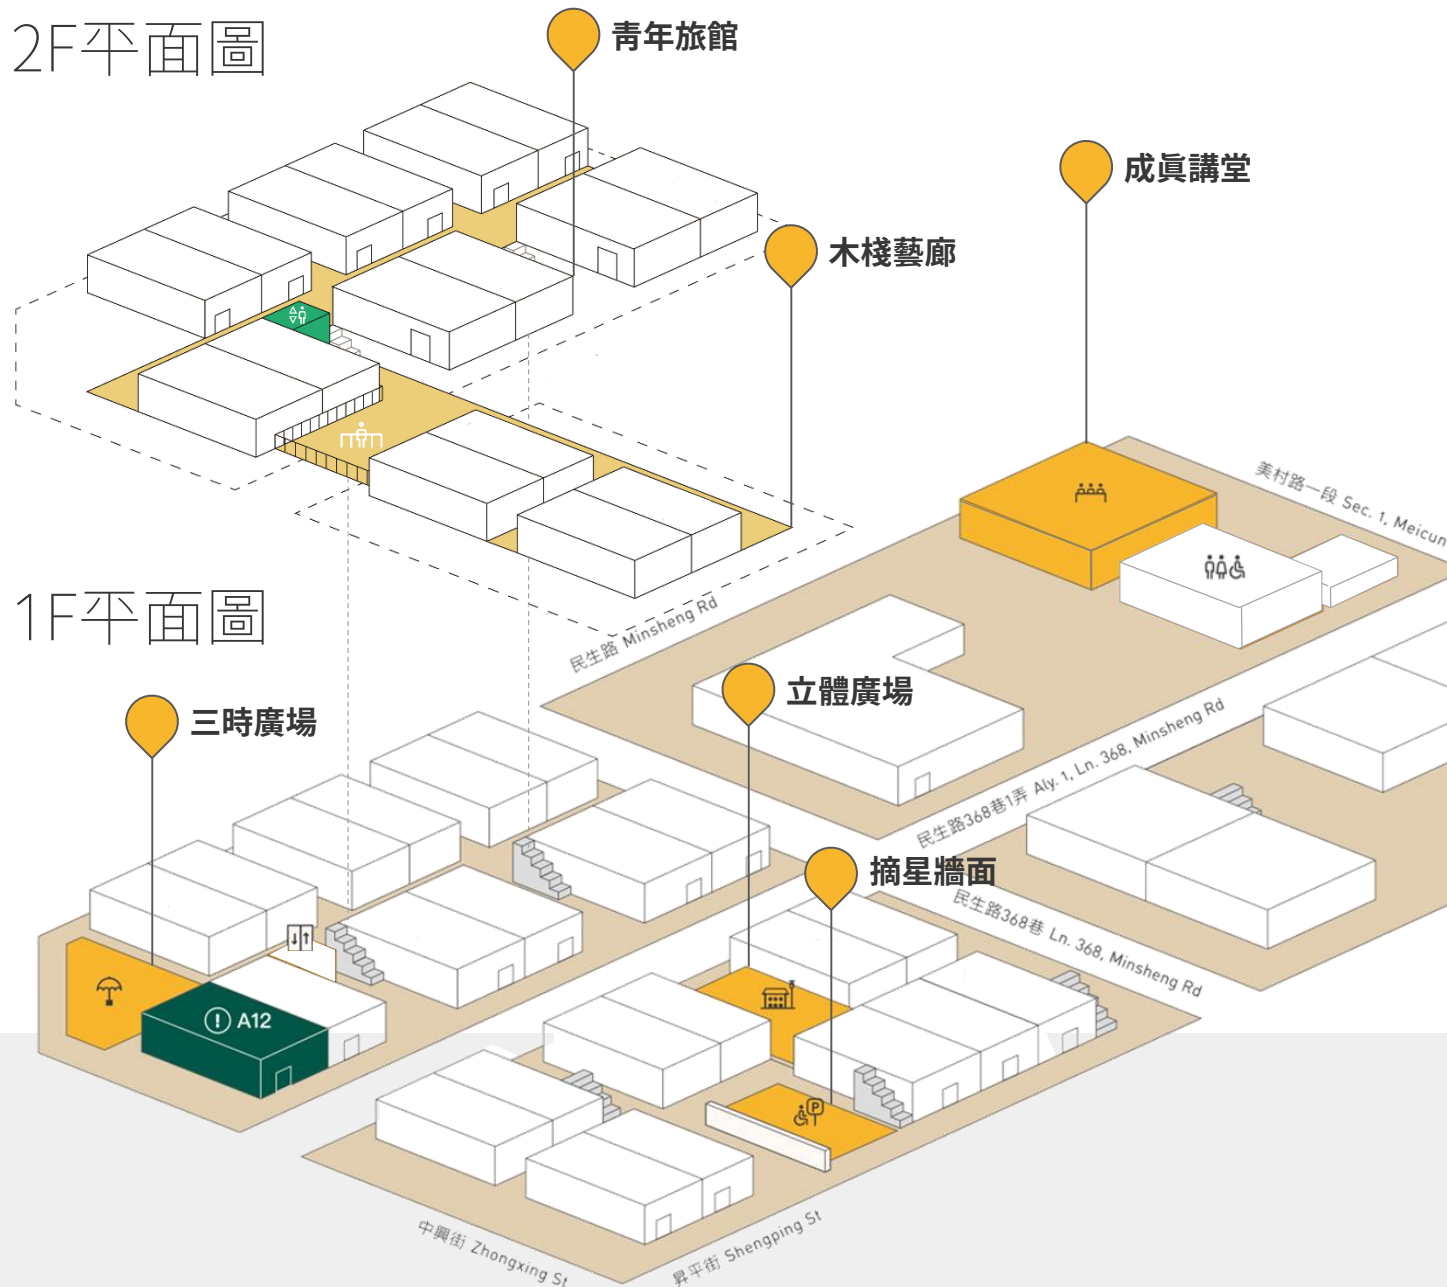 2F平面圖
青年旅館
成真講堂
木棧藝廊
美村路一段 Sec. 1, Meicun
民生路 Minsheng Rd
1F平面圖
三時廣場
立體廣場
民生路368巷1弄 Aly. 1, Ln. 368, Minsheng Rd
摘星牆面
民生路368巷 Ln. 368, Minsheng Rd
! A12
P
中興街 Zhongxing St
昇平街 Shengping St